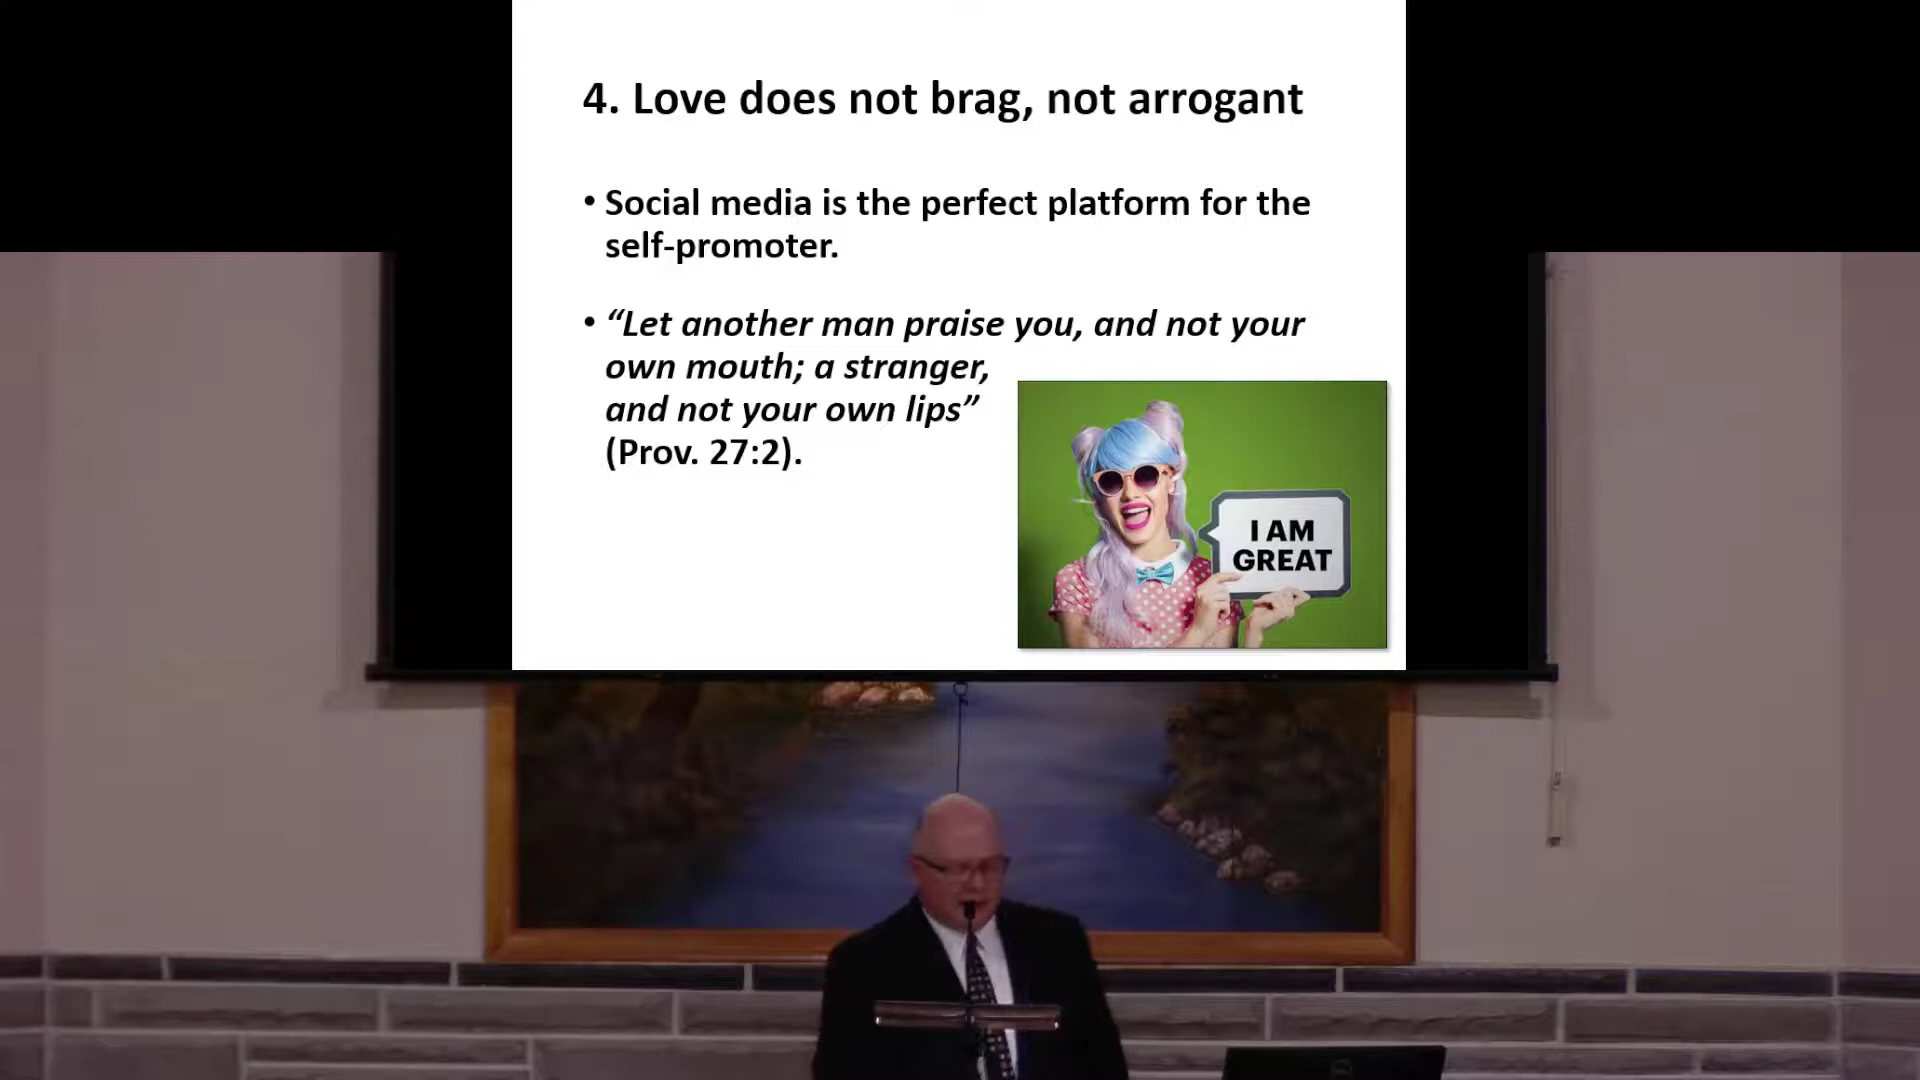 4. Love does not brag, not arrogant
• Social media is the perfect platform for the
self-promoter.
• “Let another man praise you, and not your
own mouth; a stranger,
and not your own lips”
(Prov. 27:2).
I AM
GREAT